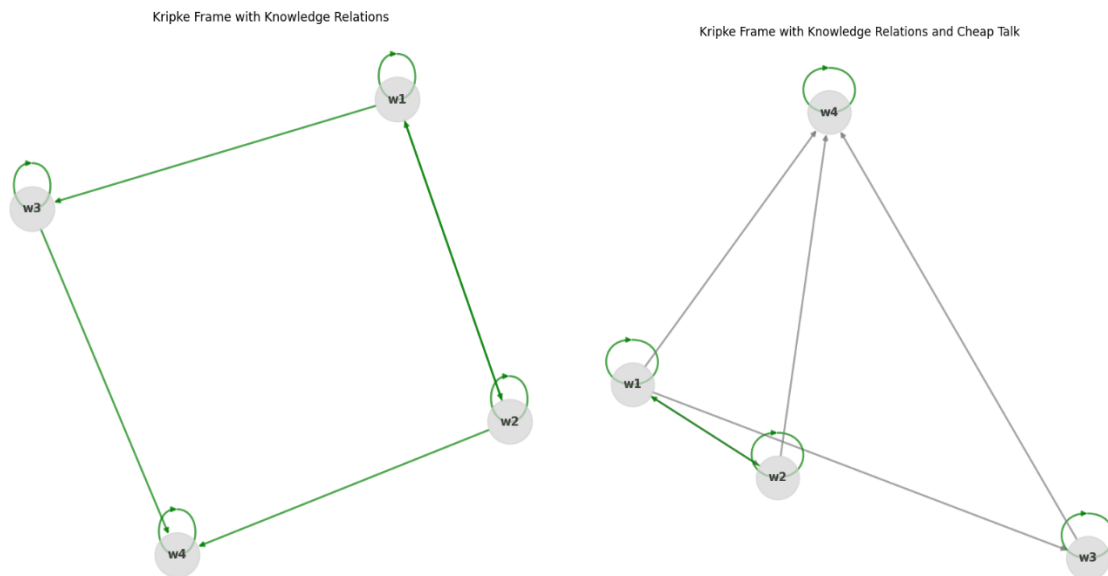 Kripke Frame with Knowledge Relations
w1
w3
w2
w4
Kripke Frame with Knowledge Relations and Cheap Talk
w4
w1
w2
w3